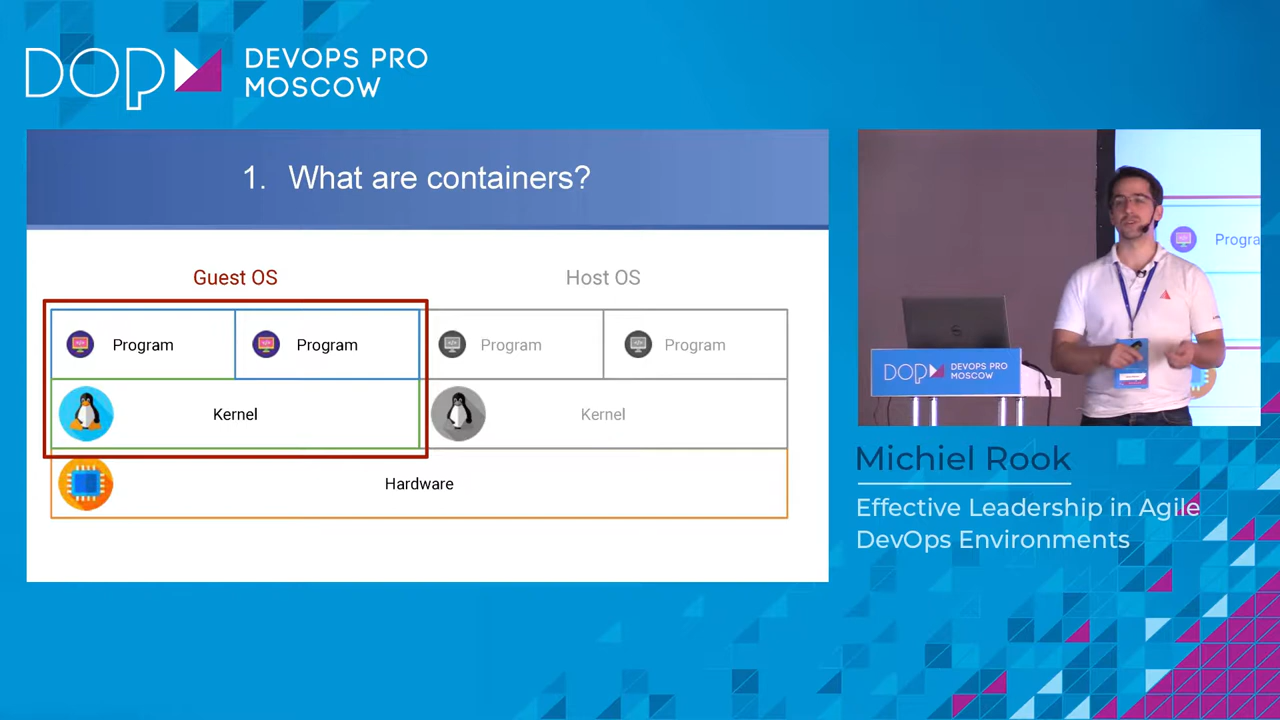 DOP DEVOPS PRO
MOSCOW
1. What are containers?
Guest OS
Host OS
Program
Program
Program
Program
Kernel
Kernel
Hardware
Progra
DELL
DOP DEVOPS PRO
MOSCOW
Michiel Rook
Effective Leadership in Agile
DevOps Environments